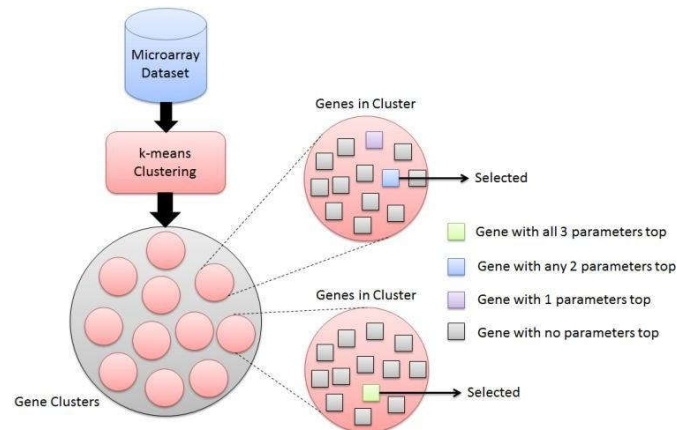 Microarray
Dataset
k-means
Clustering
Gene Clusters
Genes in Cluster
Selected
Gene with all 3 parameters top
Gene with any 2 parameters top
Gene with 1 parameters top
Gene with no parameters top
Genes in Cluster
Selected